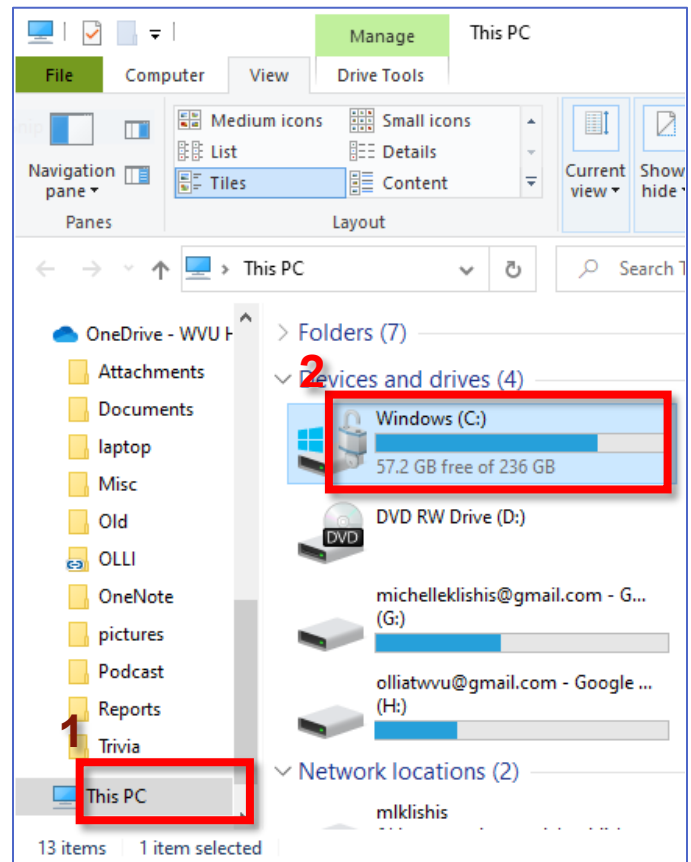 Manage This PC
File Computer View Drive Tools
Medium icons Small icons
List Details
Tiles Content
Navigation pane
Current view
Show hide
Panes Layout
This PC
Search T
OneDrive - WVU H
Attachments
Documents
laptop
Misc
Old
OLLI
OneNote
pictures
Podcast
Reports
Trivia
1
This PC
Folders (7)
2
Devices and drives (4)
Windows (C:)
57.2 GB free of 236 GB
DVD
DVD RW Drive (D:)
michelleklishis@gmail.com - G...
(G:)
olliatwvu@gmail.com - Google ...
(H:)
Network locations (2)
mlklishis
13 items 1 item selected